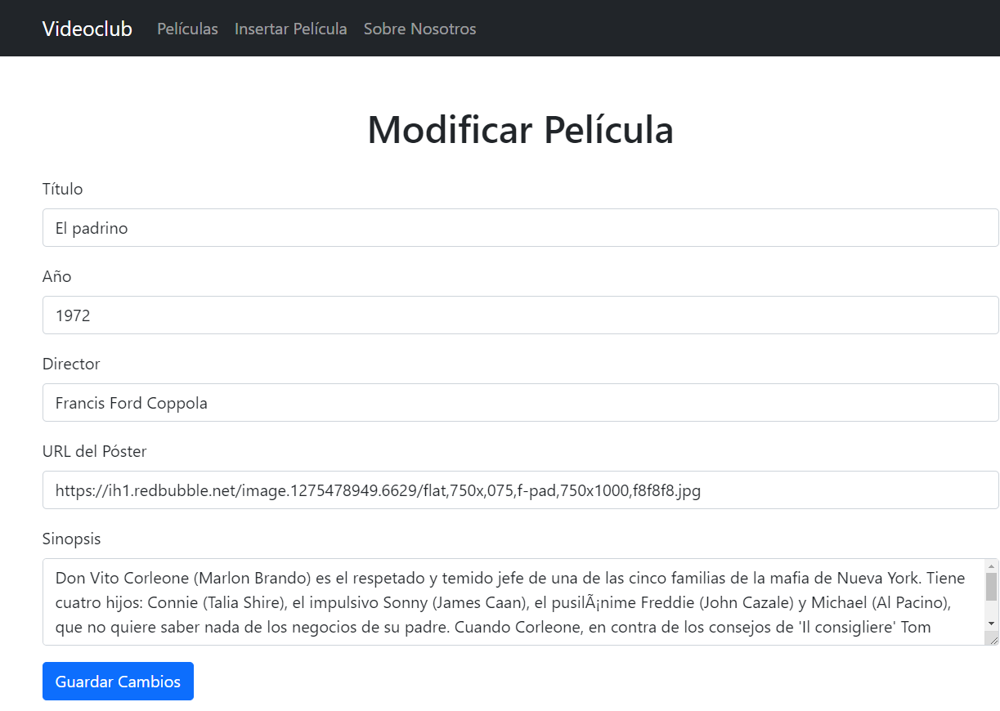 Videoclub Películas Insertar Película Sobre Nosotros
Modificar Película
Título
El padrino
Año
1972
Director
Francis Ford Coppola
URL del Póster
https://ih1.redbubble.net/image.1275478949.6629/flat,750x,075,f-pad,750x1000,f8f8f8.jpg
Sinopsis
Don Vito Corleone (Marlon Brando) es el respetado y temido jefe de una de las cinco familias de la mafia de Nueva York. Tiene
cuatro hijos: Connie (Talia Shire), el impulsivo Sonny (James Caan), el pusilÃ¡nime Freddie (John Cazale) y Michael (Al Pacino),
que no quiere saber nada de los negocios de su padre. Cuando Corleone, en contra de los consejos de 'Il consigliere' Tom
Guardar Cambios